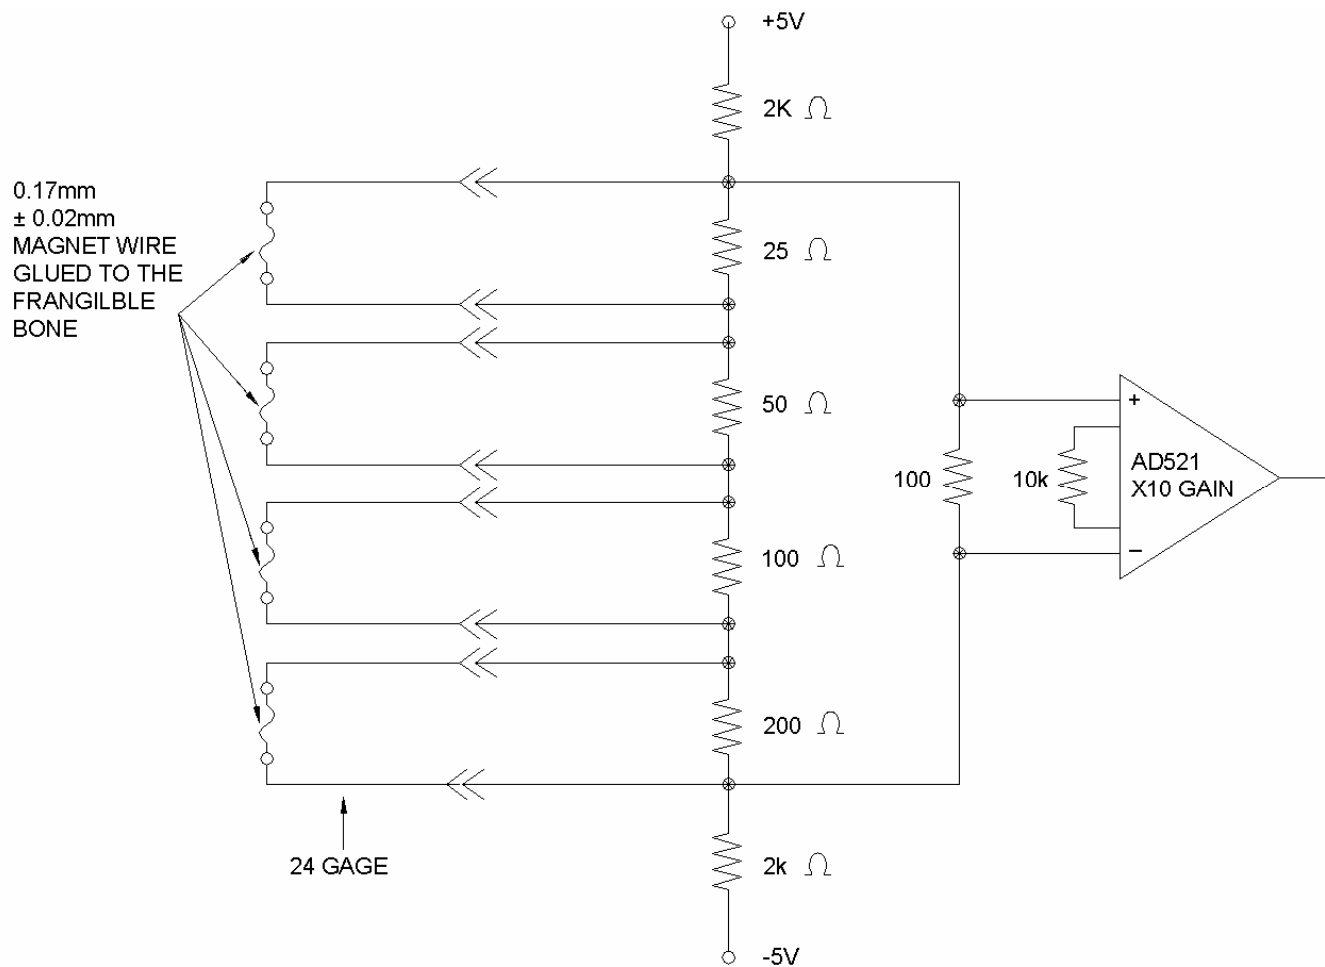 +5V
2K Ω
0.17mm
± 0.02mm
MAGNET WIRE
GLUED TO THE
FRANGILBLE
BONE
25 Ω
50 Ω
+
AD521
X10 GAIN
100
10k
−
100 Ω
200 Ω
24 GAGE
2k Ω
-5V